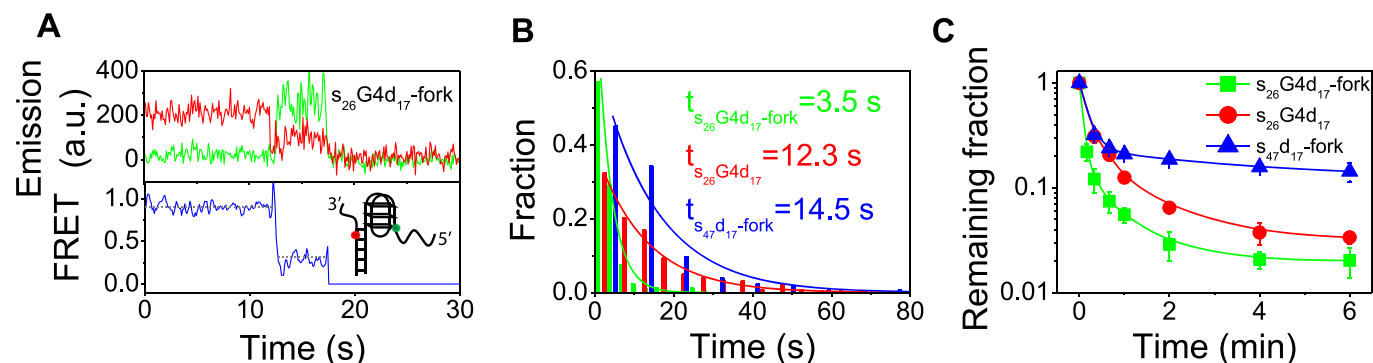 A
Emission
(a.u.)
400
200
0
s26G4d17-fork
FRET
1.0
0.5
0.0
3′
5′
0 10 20 30
Time (s)
B
Fraction
0.6
0.4
0.2
0.0
t s26G4d17-fork =3.5 s
t s26G4d17 =12.3 s
t s47d17-fork =14.5 s
0 20 40 60 80
Time (s)
C
Remaining fraction
1
0.1
0.01
s26G4d17-fork
s26G4d17
s47d17-fork
0 2 4 6
Time (min)